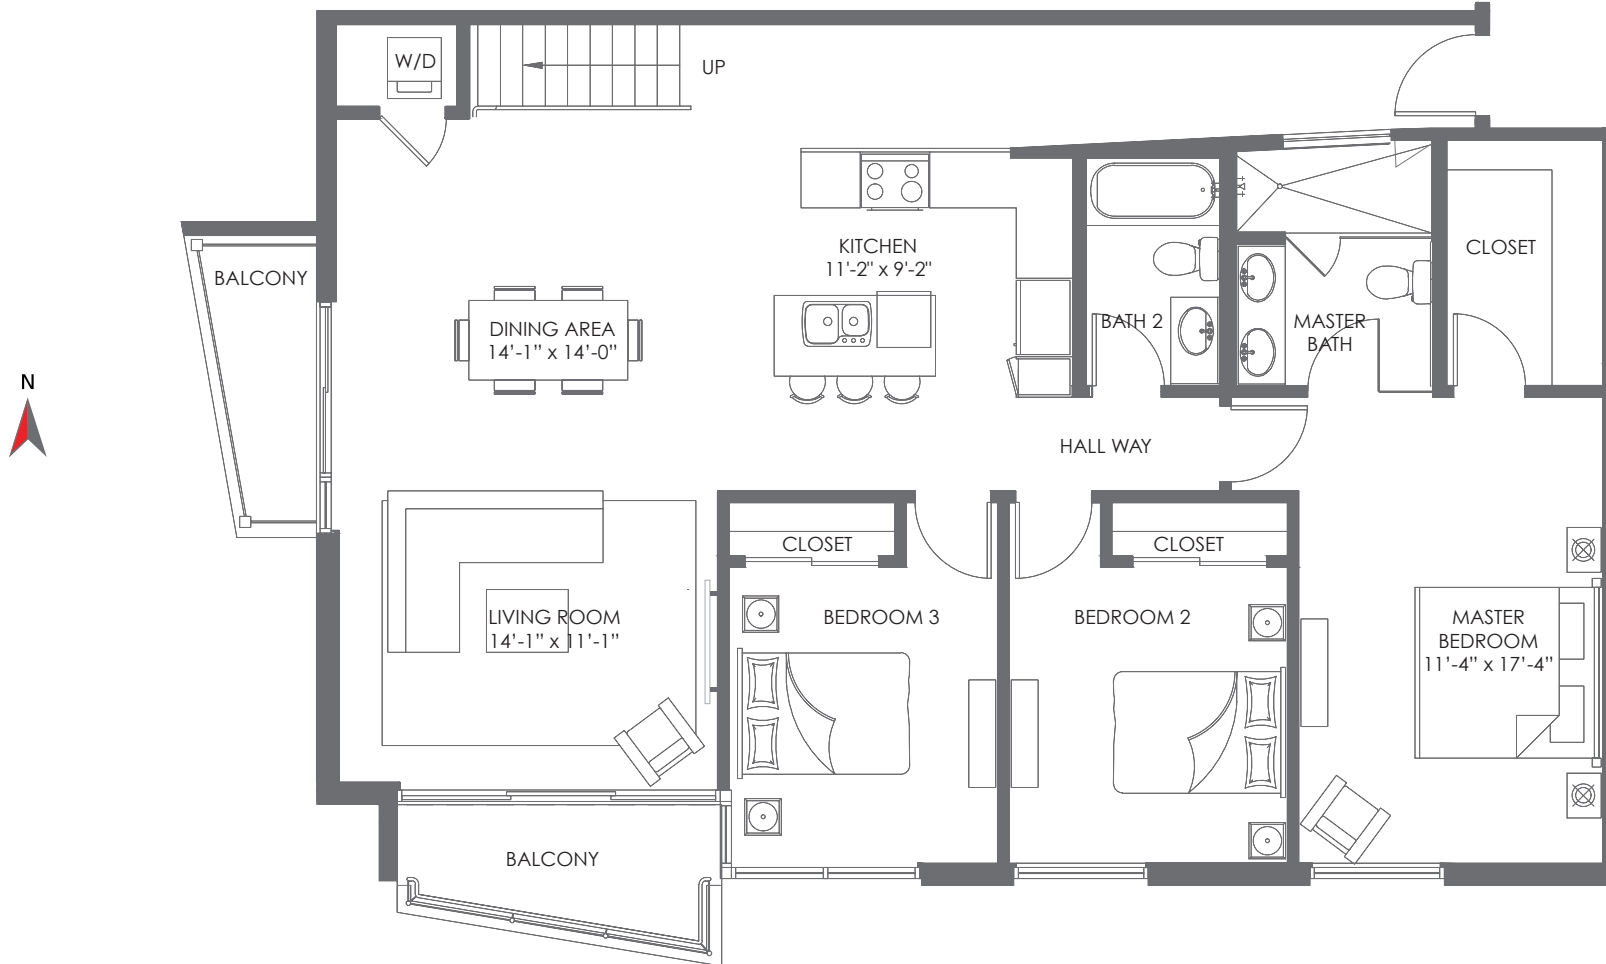 W/D
UP
KITCHEN
11'-2" x 9'-2"
CLOSET
BALCONY
DINING AREA
14'-1" x 14'-0"
BATH 2
MASTER
BATH
N
HALL WAY
CLOSET
CLOSET
LIVING ROOM
14'-1" x 11'-1"
BEDROOM 3
BEDROOM 2
MASTER
BEDROOM
11'-4" x 17'-4"
BALCONY